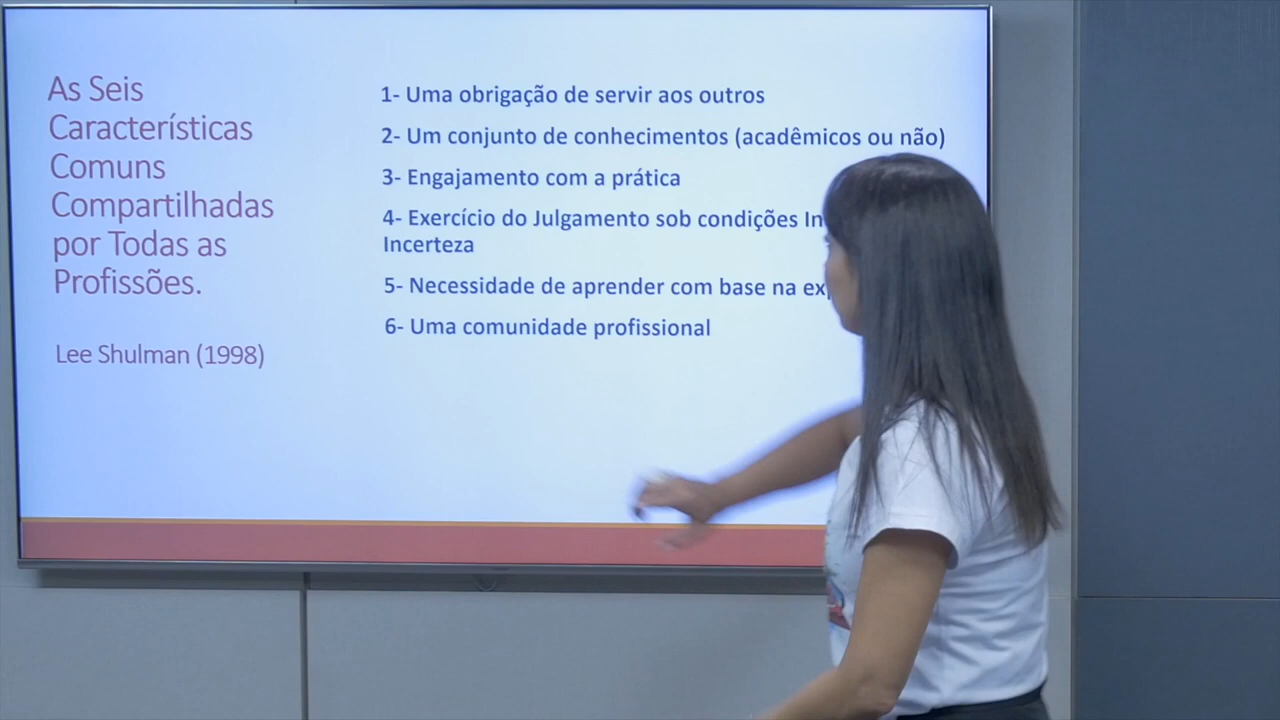 As Seis
Características
Comuns
Compartilhadas
por Todas as
Profissões.
Lee Shulman (1998)
1- Uma obrigação de servir aos outros
2- Um conjunto de conhecimentos (acadêmicos ou não)
3- Engajamento com a prática
4- Exercício do Julgamento sob condições
Incerteza
5- Necessidade de aprender com base na
6- Uma comunidade profissional